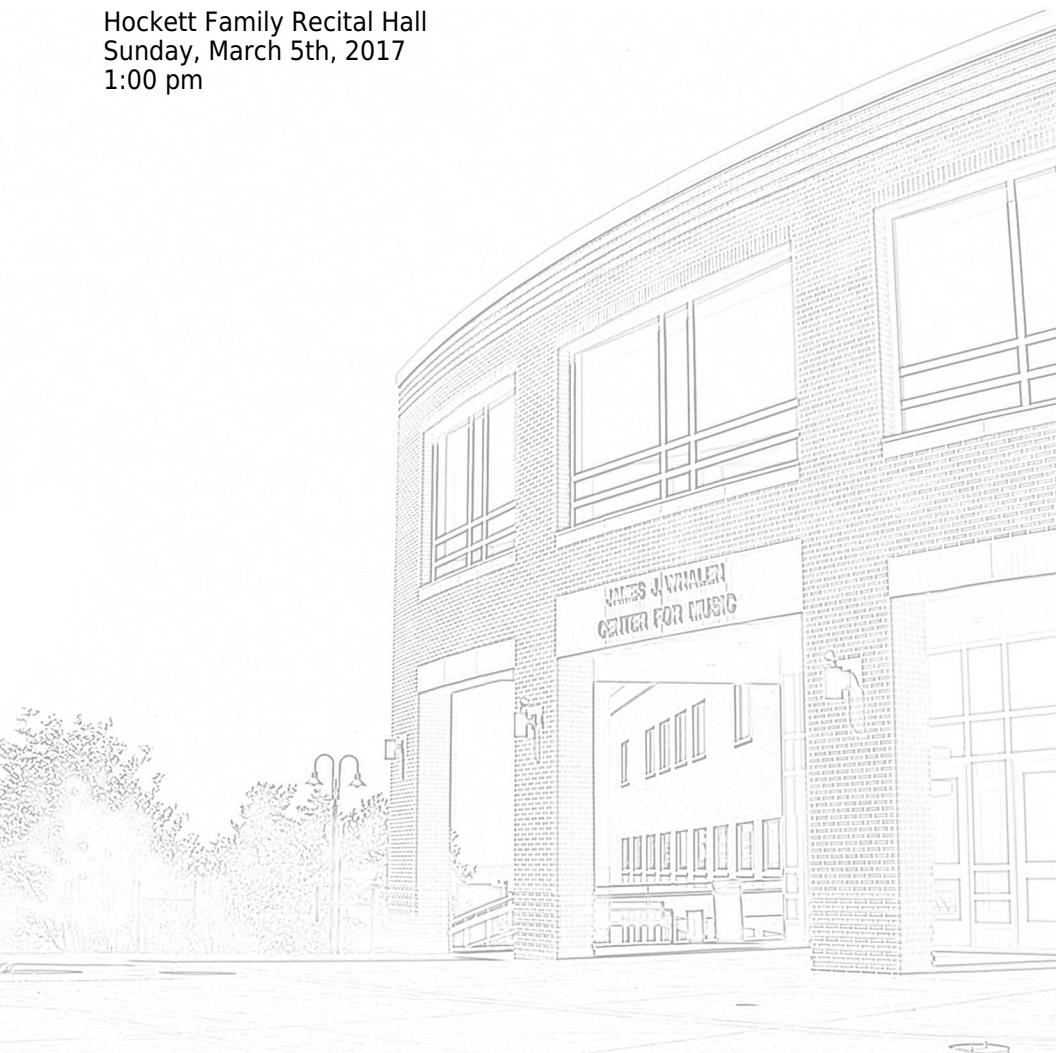 Hockett Family Recital Hall
Sunday, March 5th, 2017
1:00 pm
JAMES J. WHALEN
CENTER FOR MUSIC